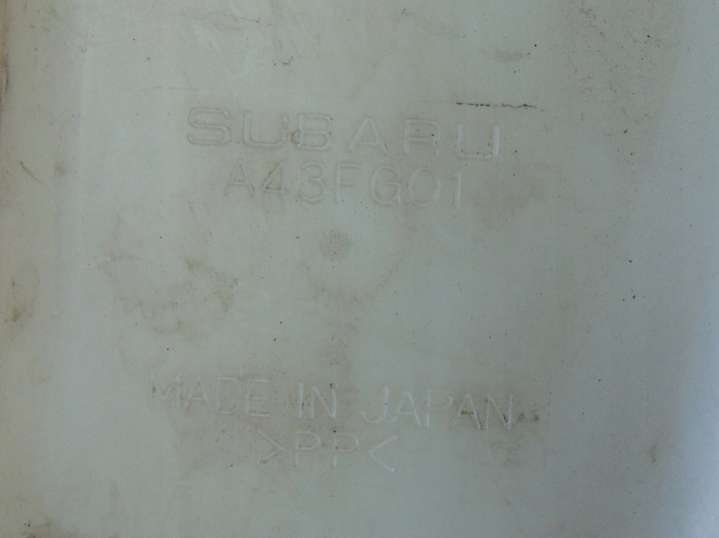 SUBARU
A43FG01
MADE IN JAPAN
>PP<